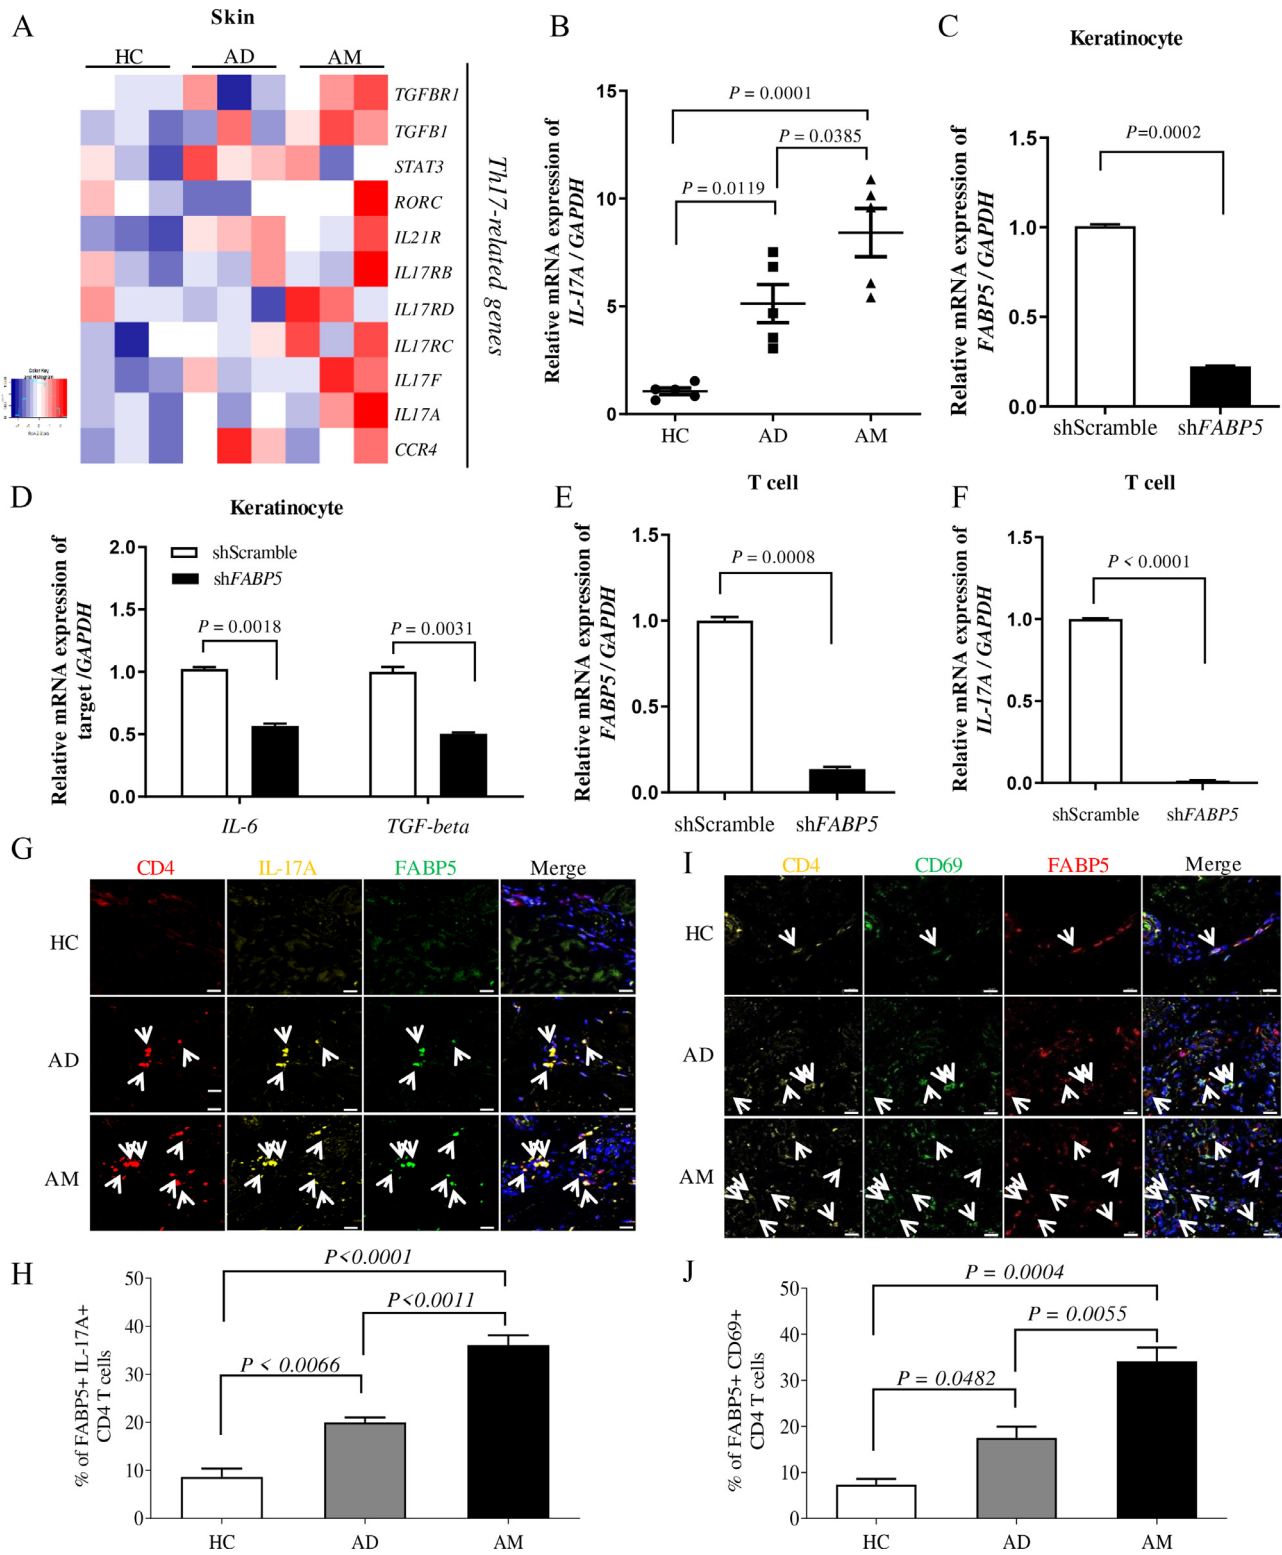 A
Skin
HC AD AM
TGFBR1
TGFB1
STAT3
RORC
IL21R
IL17RB
IL17RD
IL17RC
IL17F
IL17A
CCR4
Th17-related genes
Color Key
and Histogram
B
Relative mRNA expression of
IL-17A / GAPDH
15
10
5
0
P = 0.0001
P = 0.0385
P = 0.0119
HC AD AM
C
Keratinocyte
Relative mRNA expression of
FABP5 / GAPDH
1.5
1.0
0.5
0.0
P=0.0002
shScramble shFABP5
D
Keratinocyte
Relative mRNA expression of
target /GAPDH
2.0
1.5
1.0
0.5
0.0
shScramble
shFABP5
P = 0.0018
P = 0.0031
IL-6 TGF-beta
E
T cell
Relative mRNA expression of
FABP5 / GAPDH
1.5
1.0
0.5
0.0
P = 0.0008
shScramble shFABP5
F
T cell
Relative mRNA expression of
IL-17A / GAPDH
1.5
1.0
0.5
0.0
P < 0.0001
shScramble shFABP5
G
CD4 IL-17A FABP5 Merge
HC
AD
AM
I
CD4 CD69 FABP5 Merge
HC
AD
AM
H
% of FABP5+ IL-17A+
CD4 T cells
50
40
30
20
10
0
P<0.0001
P<0.0011
P < 0.0066
HC AD AM
J
% of FABP5+ CD69+
CD4 T cells
50
40
30
20
10
0
P = 0.0004
P = 0.0055
P = 0.0482
HC AD AM